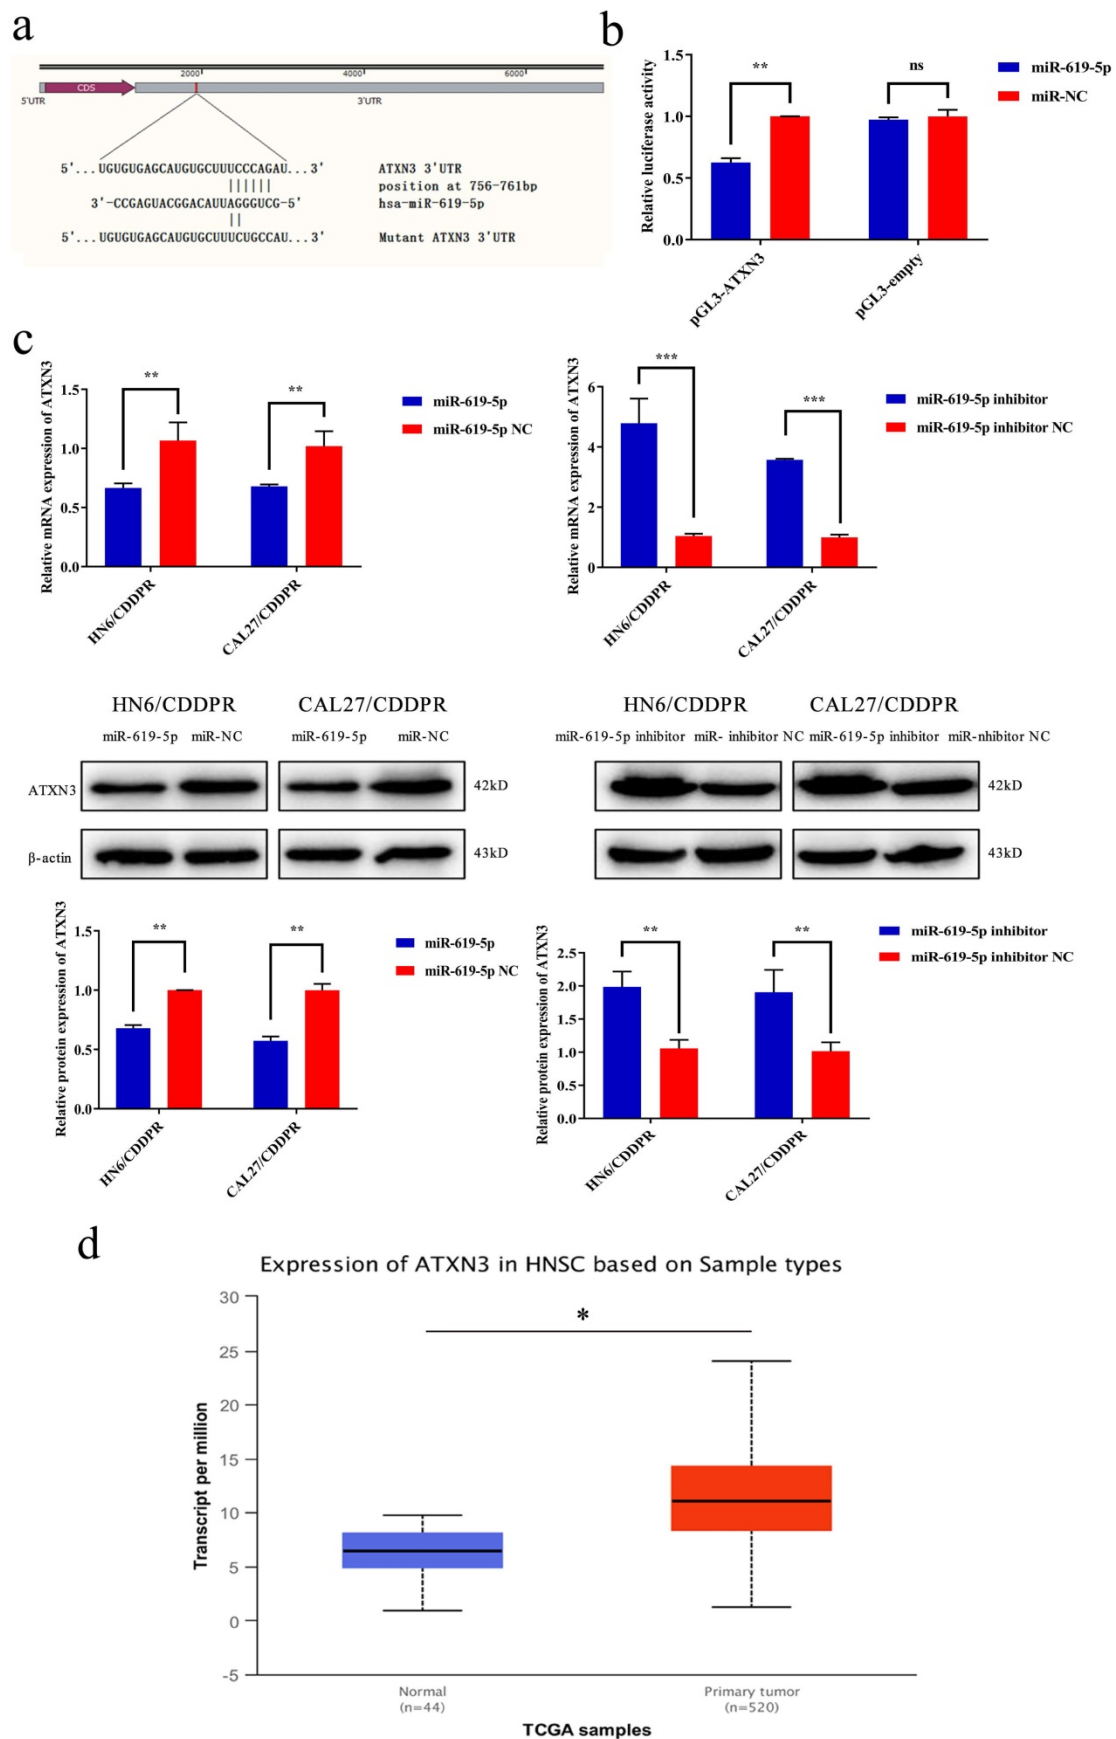 a
2000 4000 6000
CDS
5'UTR 3'UTR
5'...UGUGUGAGCAUGUGCUUUCCCAGAU...3' ATXN3 3'UTR
position at 756-761bp
3'-CCGAGUACGGACAUUAGGGUCG-5' hsa-miR-619-5p
5'...UGUGUGAGCAUGUGCUUUCUGCCAU...3' Mutant ATXN3 3'UTR
b
Relative luciferase activity
1.5
1.0
0.5
0.0
** ns
pGL3-ATXN3 pGL3-empty
miR-619-5p
miR-NC
c
Relative mRNA expression of ATXN3
1.5
1.0
0.5
0.0
** **
HN6/CDDPR CAL27/CDDPR
miR-619-5p
miR-619-5p NC
Relative mRNA expression of ATXN3
6
4
2
0
*** ***
HN6/CDDPR CAL27/CDDPR
miR-619-5p inhibitor
miR-619-5p inhibitor NC
HN6/CDDPR CAL27/CDDPR
miR-619-5p miR-NC miR-619-5p miR-NC
ATXN3 42kD
β-actin 43kD
HN6/CDDPR CAL27/CDDPR
miR-619-5p inhibitor miR- inhibitor NC miR-619-5p inhibitor miR-nhibitor NC
42kD
43kD
Relative protein expression of ATXN3
1.5
1.0
0.5
0.0
** **
HN6/CDDPR CAL27/CDDPR
miR-619-5p
miR-619-5p NC
Relative protein expression of ATXN3
2.5
2.0
1.5
1.0
0.5
0.0
** **
HN6/CDDPR CAL27/CDDPR
miR-619-5p inhibitor
miR-619-5p inhibitor NC
d
Expression of ATXN3 in HNSC based on Sample types
Transcript per million
30
25
20
15
10
5
0
-5
*
Normal
(n=44)
Primary tumor
(n=520)
TCGA samples